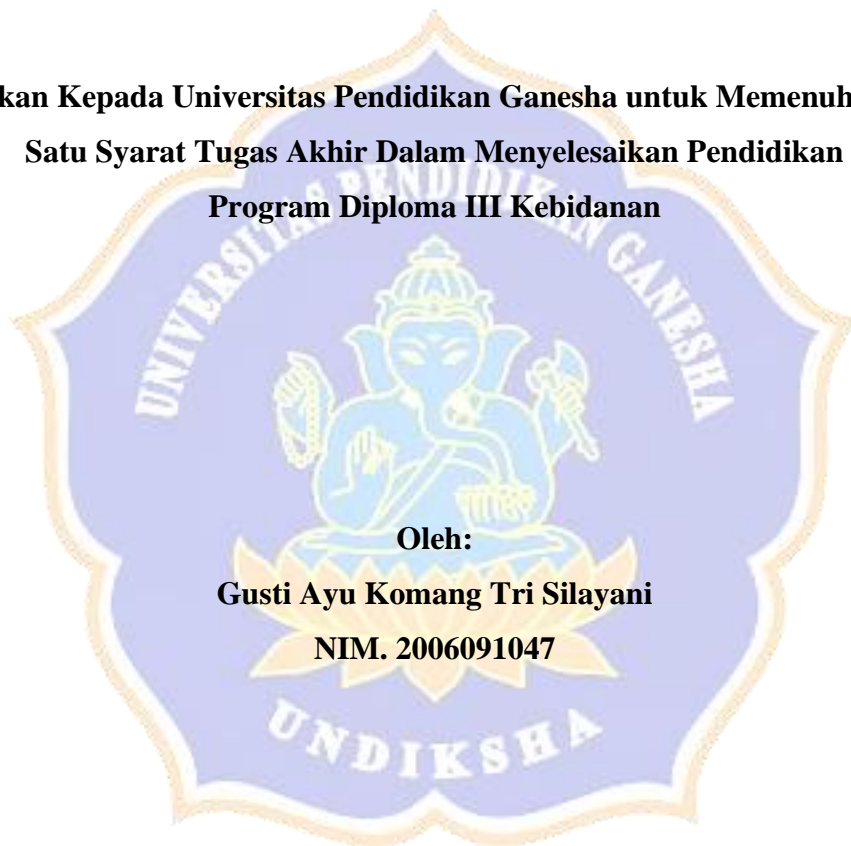 kan Kepada Universitas Pendidikan Ganesha untuk Memenuh
Satu Syarat Tugas Akhir Dalam Menyelesaikan Pendidikan
Program Diploma III Kebidanan
UNIVERSITAS PENDIDIKAN GANESHA
Oleh:
Gusti Ayu Komang Tri Silayani
NIM. 2006091047
UNDIKSHA